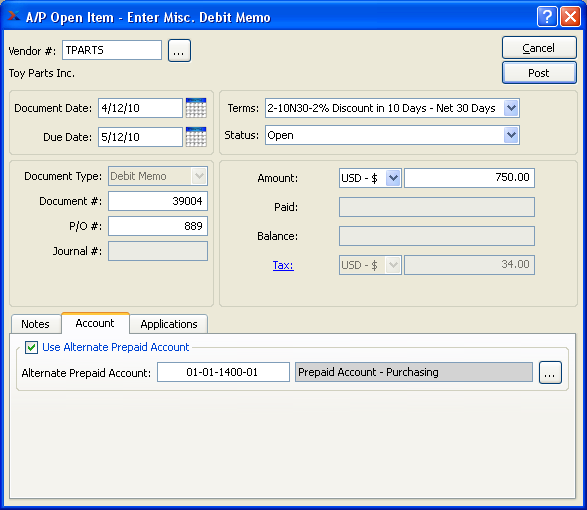 A/P Open Item - Enter Misc. Debit Memo
Vendor #: TPARTS ...
Cancel
Toy Parts Inc.
Post
Document Date: 4/12/10
Due Date: 5/12/10
Terms: 2-10N30-2% Discount in 10 Days - Net 30 Days
Status: Open
Document Type: Debit Memo
Document #: 39004
P/O #: 889
Journal #:
Amount: USD - $ 750.00
Paid:
Balance:
Tax: USD - $ 34.00
Notes Account Applications
Use Alternate Prepaid Account
Alternate Prepaid Account: 01-01-1400-01 Prepaid Account - Purchasing ...